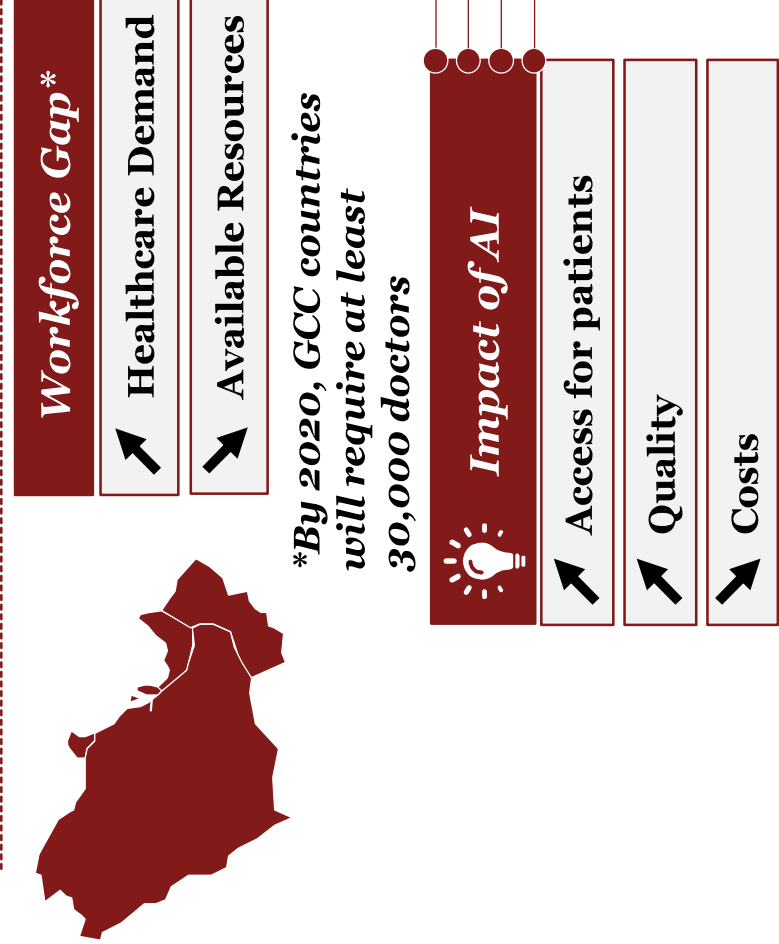 Workforce Gap*
Healthcare Demand
Available Resources
*By 2020, GCC countries
will require at least
30,000 doctors
Impact of AI
Access for patients
Quality
Costs